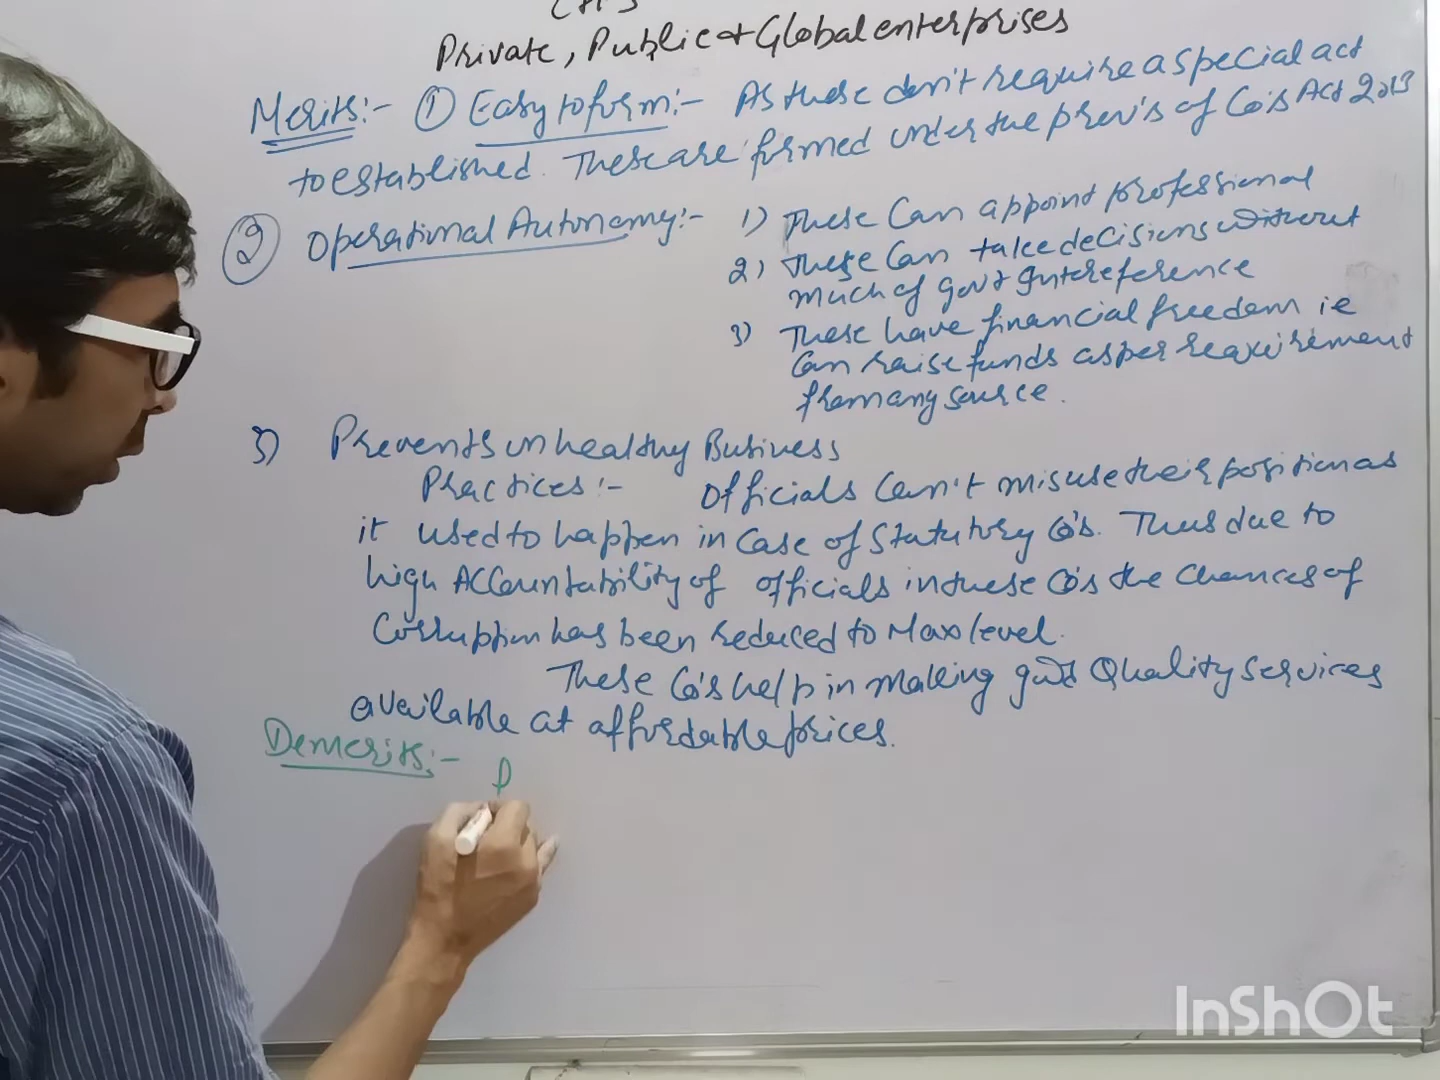 CH 3
Private, Public & Global enterprises
Merits:- ① Easy to form:- As these don't require a special act
to established. These are formed under the prov's of Co's Act 2013
② Operational Autonomy:- 1) These Can appoint professional
2) These Can take decisions without
much of govt Intereference
3) These have financial freedom ie
Can raise funds as per requirement
from any source.
3) Prevents unhealthy Business
Practices:- Officials Can't misuse their position as
it used to happen in Case of Statutory Co's. Thus due to
high Accountability of officials in these Co's the Chances of
Corruption has been reduced to Max level.
These Co's help in making gud Quality services
available at affordable prices.
Demerits:-
InShOt